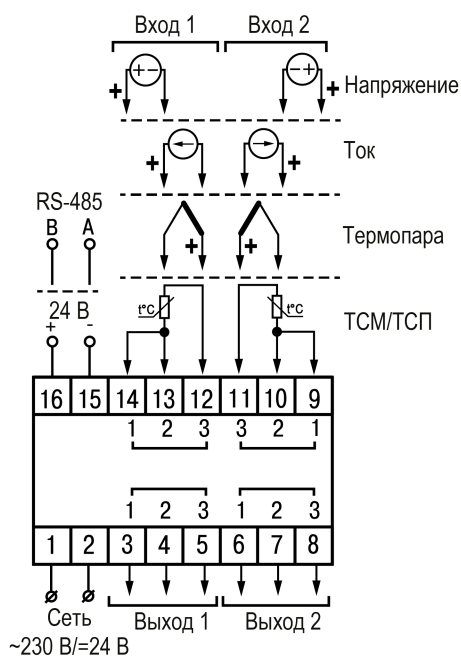 Вход 1 Вход 2
+ - - +
+ + Напряжение
+ + Ток
RS-485
B A
+ + Термопара
24 В
+ -
t°C t°C ТСМ/ТСП
16 15 14 13 12 11 10 9
1 2 3 3 2 1
1 2 3 1 2 3
1 2 3 4 5 6 7 8
Сеть
~230 В/=24 В
Выход 1 Выход 2